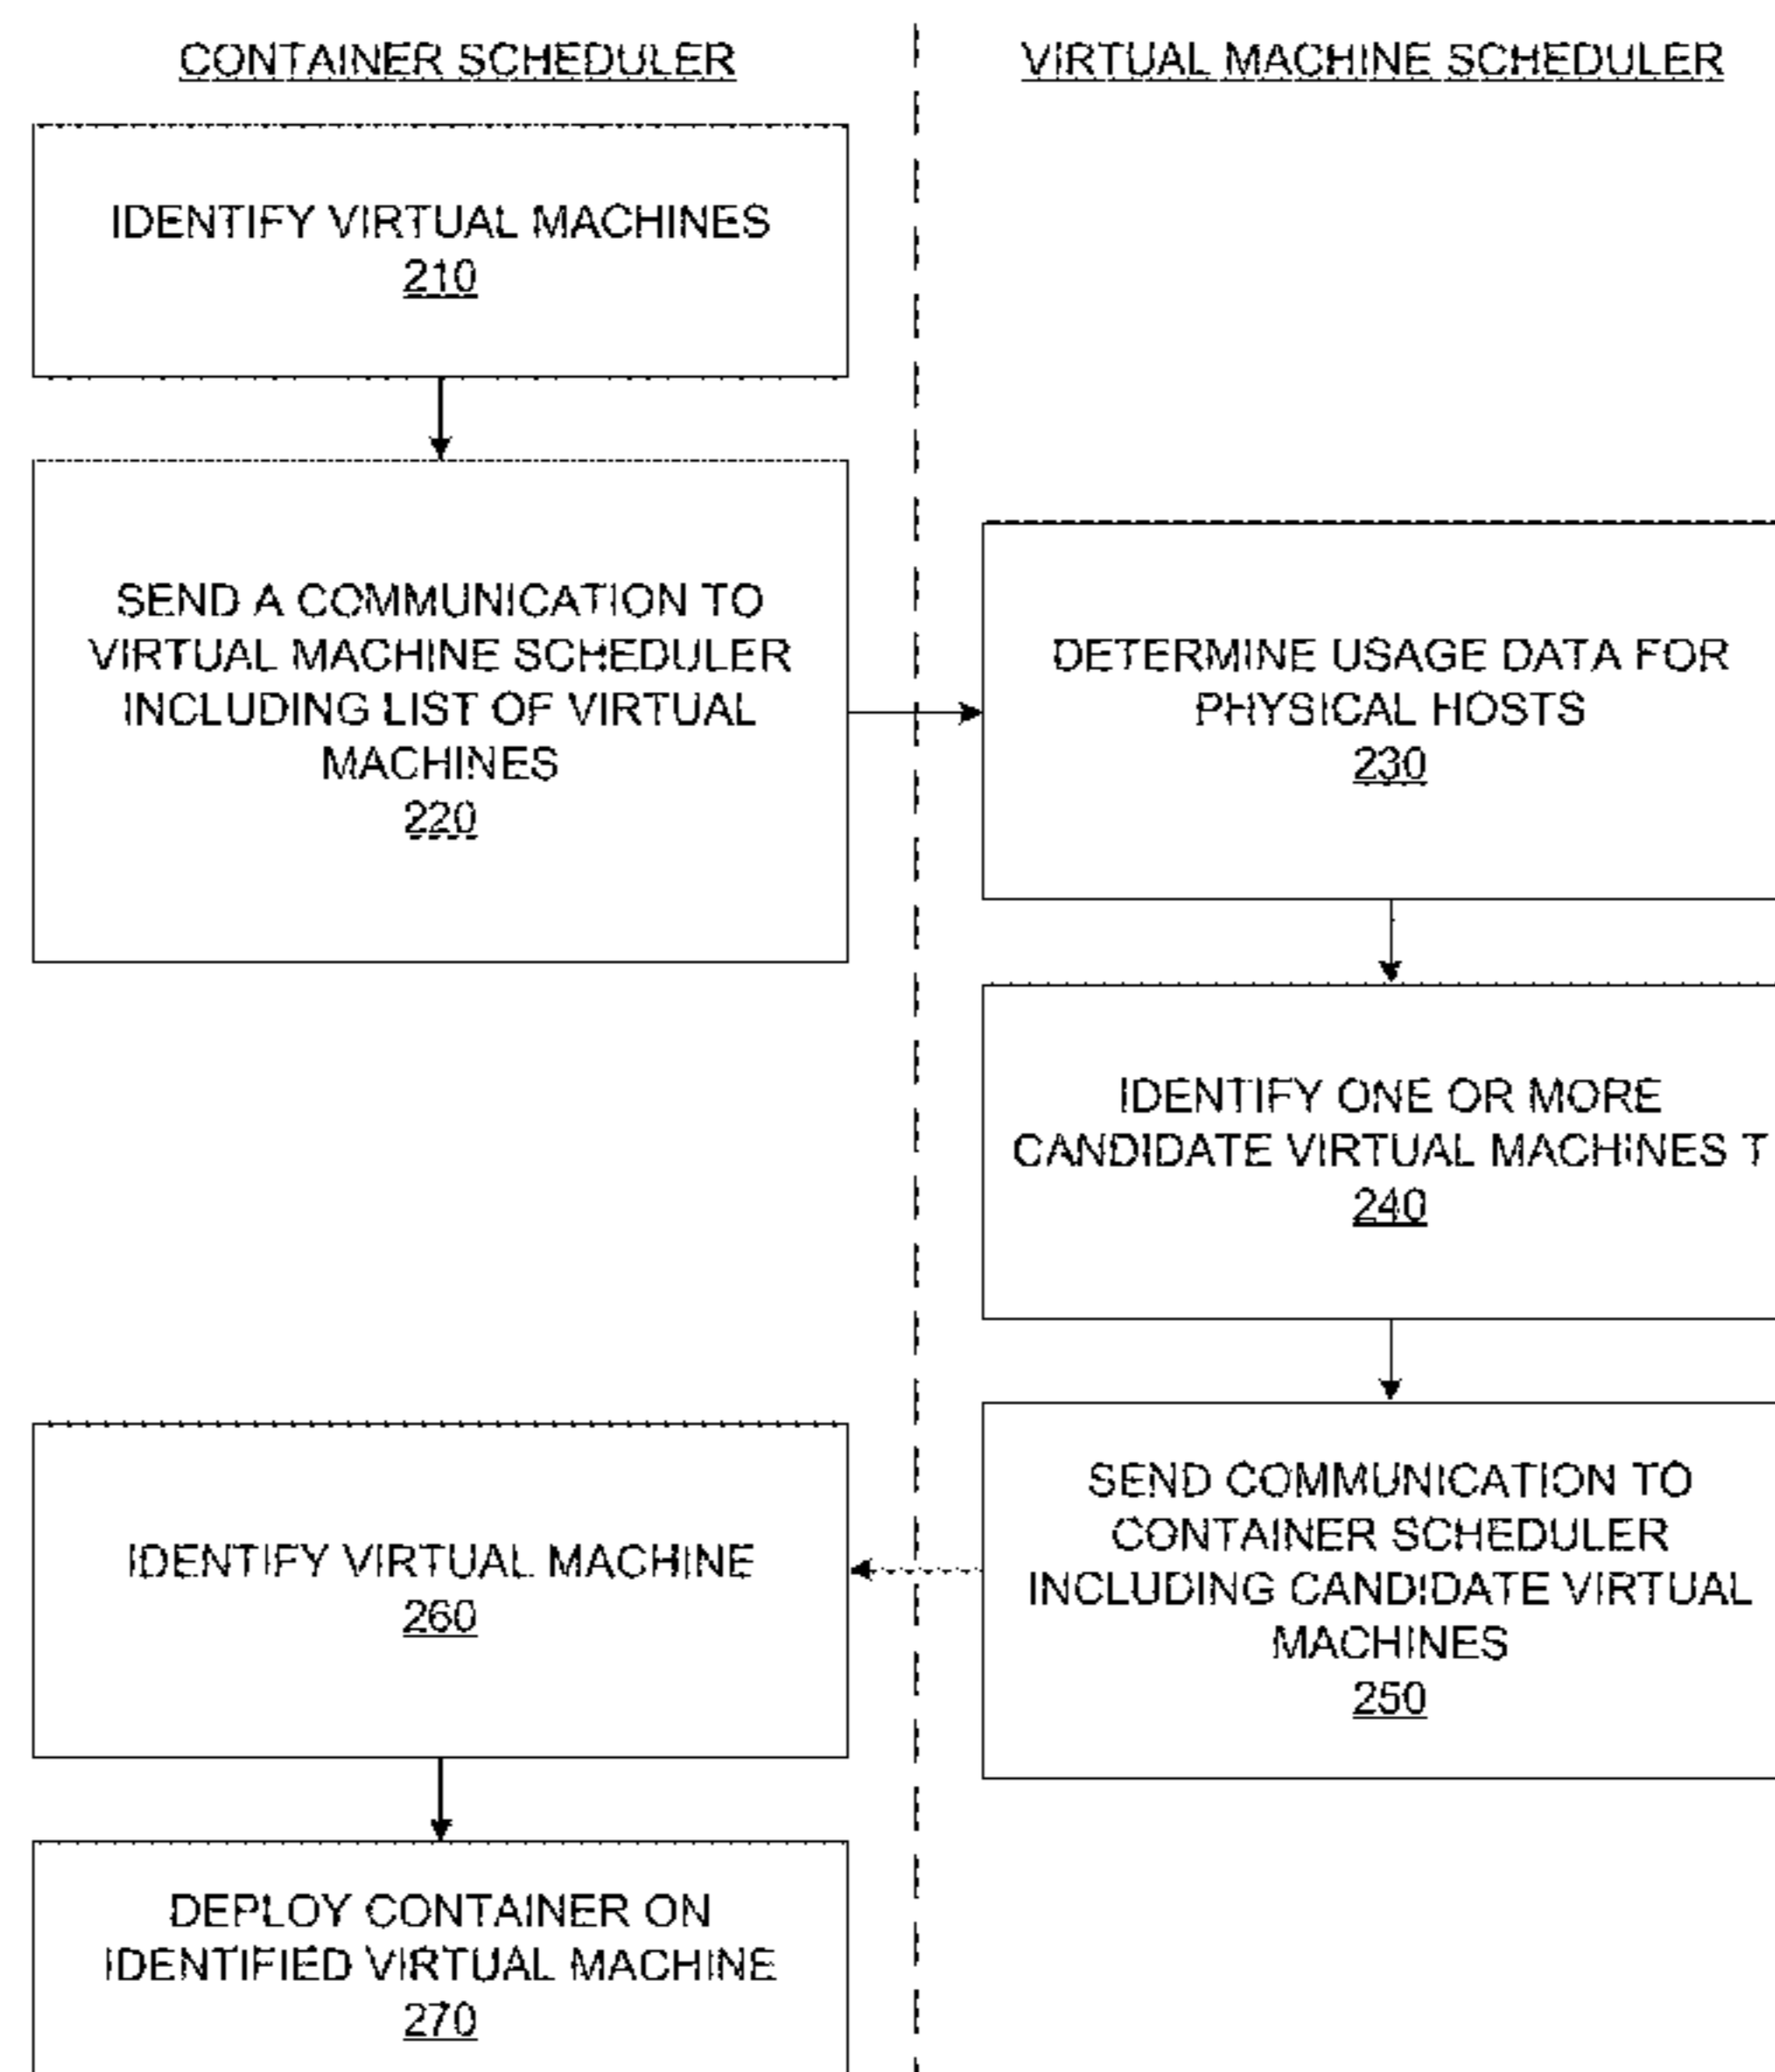 CONTAINER SCHEDULER
VIRTUAL MACHINE SCHEDULER
IDENTIFY VIRTUAL MACHINES
210
SEND A COMMUNICATION TO
VIRTUAL MACHINE SCHEDULER
INCLUDING LIST OF VIRTUAL
MACHINES
220
DETERMINE USAGE DATA FOR
PHYSICAL HOSTS
230
IDENTIFY ONE OR MORE
CANDIDATE VIRTUAL MACHINES T
240
SEND COMMUNICATION TO
CONTAINER SCHEDULER
INCLUDING CANDIDATE VIRTUAL
MACHINES
250
IDENTIFY VIRTUAL MACHINE
260
DEPLOY CONTAINER ON
IDENTIFIED VIRTUAL MACHINE
270